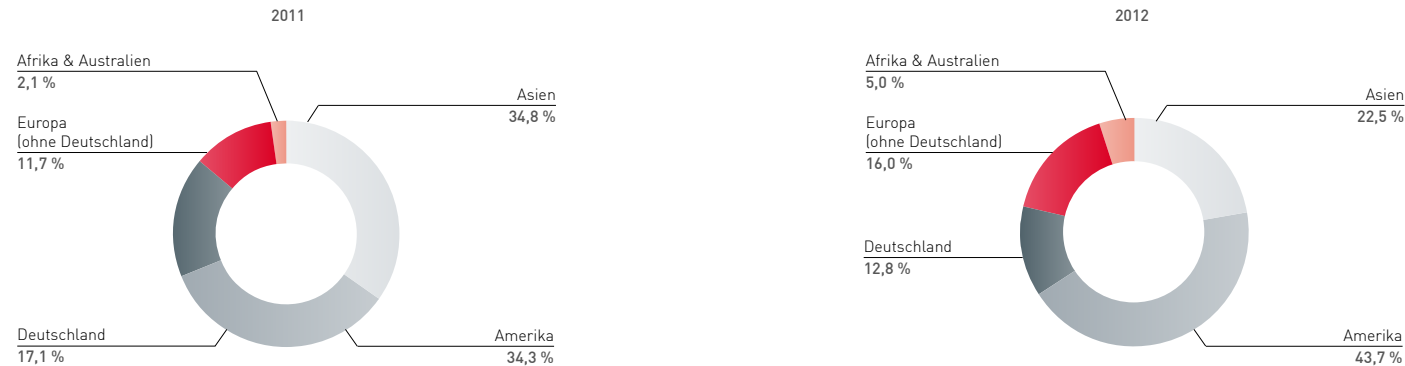 2011
Afrika & Australien
2,1 %
Asien
34,8 %
Europa
(ohne Deutschland)
11,7 %
Deutschland
17,1 %
Amerika
34,3 %
2012
Afrika & Australien
5,0 %
Asien
22,5 %
Europa
(ohne Deutschland)
16,0 %
Deutschland
12,8 %
Amerika
43,7 %